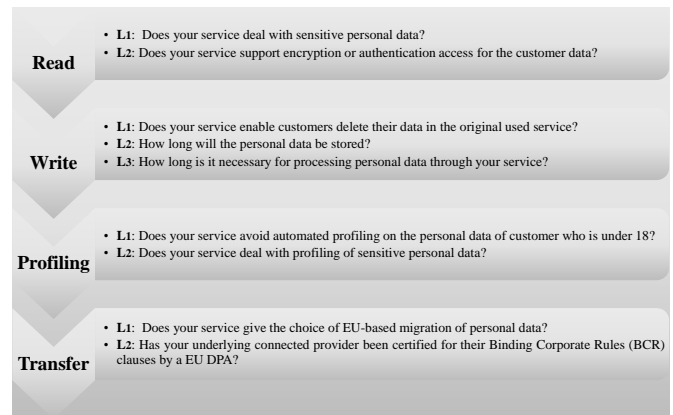 Read
• L1: Does your service deal with sensitive personal data?
• L2: Does your service support encryption or authentication access for the customer data?
Write
• L1: Does your service enable customers delete their data in the original used service?
• L2: How long will the personal data be stored?
• L3: How long is it necessary for processing personal data through your service?
Profiling
• L1: Does your service avoid automated profiling on the personal data of customer who is under 18?
• L2: Does your service deal with profiling of sensitive personal data?
Transfer
• L1: Does your service give the choice of EU-based migration of personal data?
• L2: Has your underlying connected provider been certified for their Binding Corporate Rules (BCR)
clauses by a EU DPA?